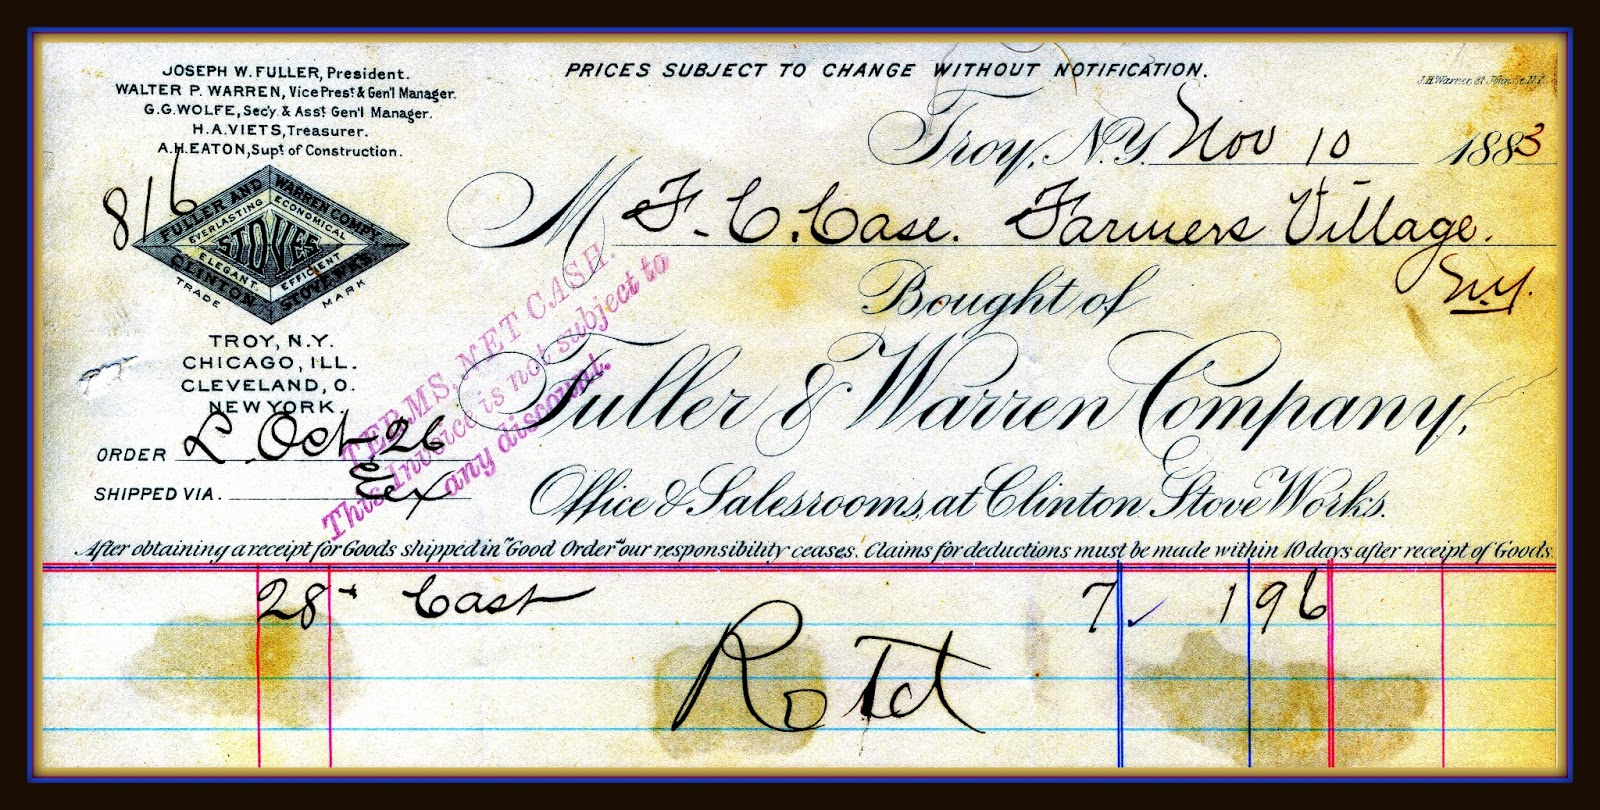 JOSEPH W. FULLER, President.
WALTER P. WARREN, Vice Prest & Gen'l Manager.
G.G. WOLFE, Sec'y & Asst Gen'l Manager.
H.A. VIETS, Treasurer.
A.H. EATON, Supt of Construction.
PRICES SUBJECT TO CHANGE WITHOUT NOTIFICATION.
Troy, N.Y. Nov 10 1883
816
FULLER AND WARREN COMPY.
EVERLASTING ECONOMICAL
STOVES
ELEGANT EFFICIENT
CLINTON STOVE WKS.
TRADE MARK
M F. C. Case. Farmers Village.
N.Y.
Bought of
TROY, N.Y.
CHICAGO, ILL.
CLEVELAND, O.
NEW YORK.
TERMS, NET CASH.
This Invoice is not subject to
any discount.
Fuller & Warren Company,
ORDER L. Oct 26
SHIPPED VIA.
Office & Salesrooms, at Clinton Stove Works.
After obtaining a receipt for Goods shipped in "Good Order" our responsibility ceases. Claims for deductions must be made within 10 days after receipt of Goods.
28 Cast 7 196